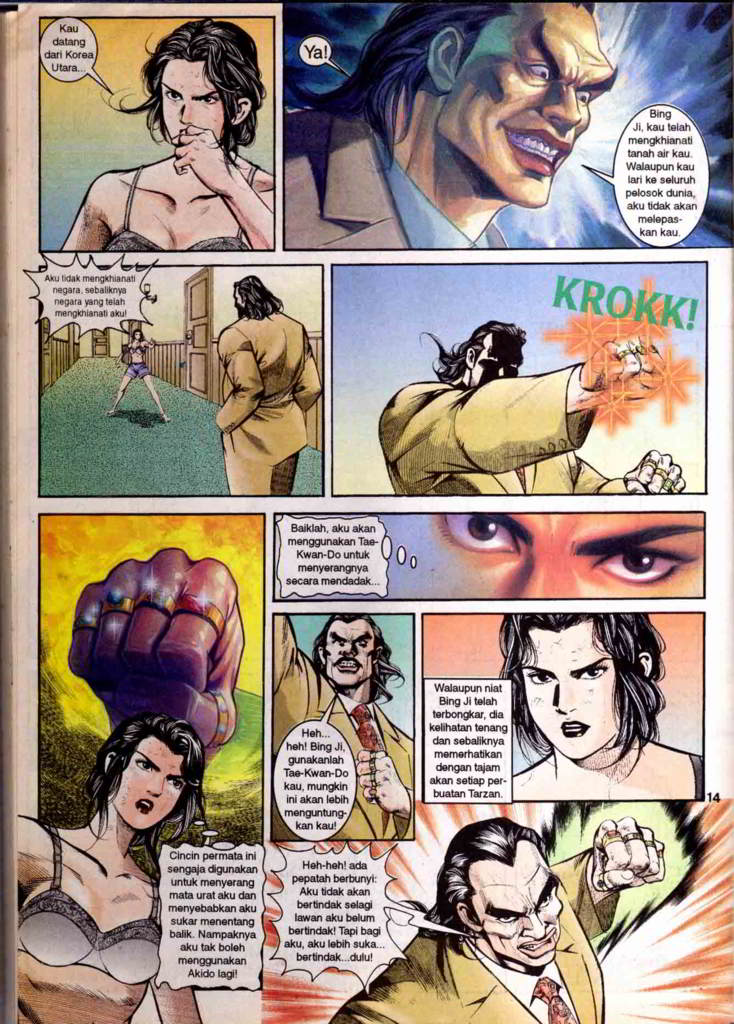 Kau
datang
dari Korea
Utara...
Ya!
Bing
Ji, kau telah
mengkhianati
tanah air kau.
Walaupun kau
lari ke seluruh
pelosok dunia,
aku tidak akan
melepas-
kan kau.
Aku tidak mengkhianati
negara, sebaliknya
negara yang telah
mengkhianati aku!
KROKK!
Baiklah, aku akan
menggunakan Tae-
Kwan-Do untuk
menyerangnya
secara mendadak...
Heh...
heh! Bing Ji,
gunakanlah
Tae-Kwan-Do
kau, mungkin
ini akan lebih
menguntung-
kan kau!
Walaupun niat
Bing Ji telah
terbongkar, dia
kelihatan tenang
dan sebaliknya
memerhatikan
dengan tajam
akan setiap per-
buatan Tarzan.
14
Cincin permata ini
sengaja digunakan
untuk menyerang
mata urat aku dan
menyebabkan aku
sukar menentang
balik. Nampaknya
aku tak boleh
menggunakan
Akido lagi!
Heh-heh! ada
pepatah berbunyi:
Aku tidak akan
bertindak selagi
lawan aku belum
bertindak! Tapi bagi
aku, aku lebih suka...
bertindak...dulu!